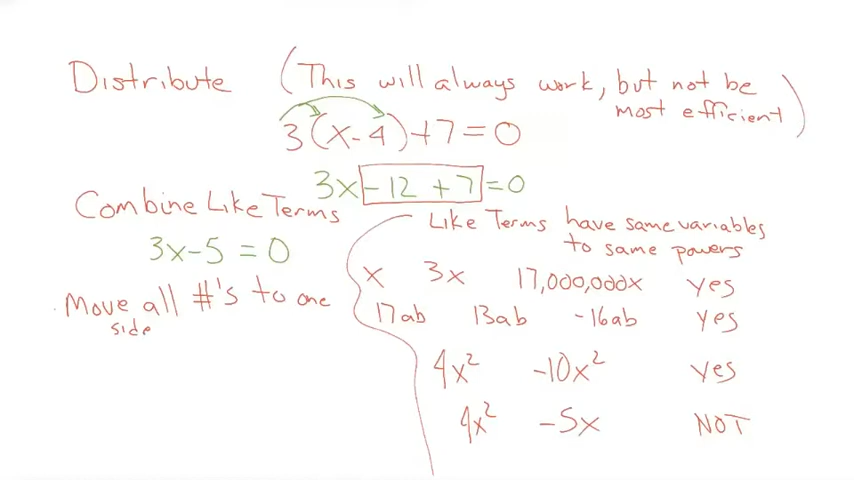 Distribute (This will always work, but not be
most efficient)
3(x-4)+7=0
3x-12 +7=0
Combine Like Terms
3x-5=0
Move all #'s to one
side
Like Terms have same variables
to same powers
x 3x 17,000,000x yes
17ab 13ab -16ab yes
4x² -10x² yes
4x² -5x NOT